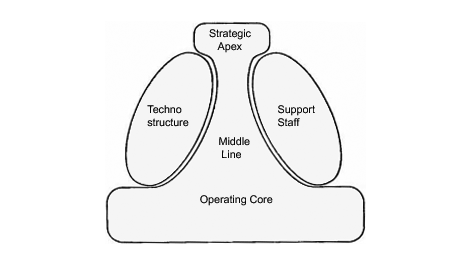 Strategic
Apex
Techno
structure
Support
Staff
Middle
Line
Operating Core